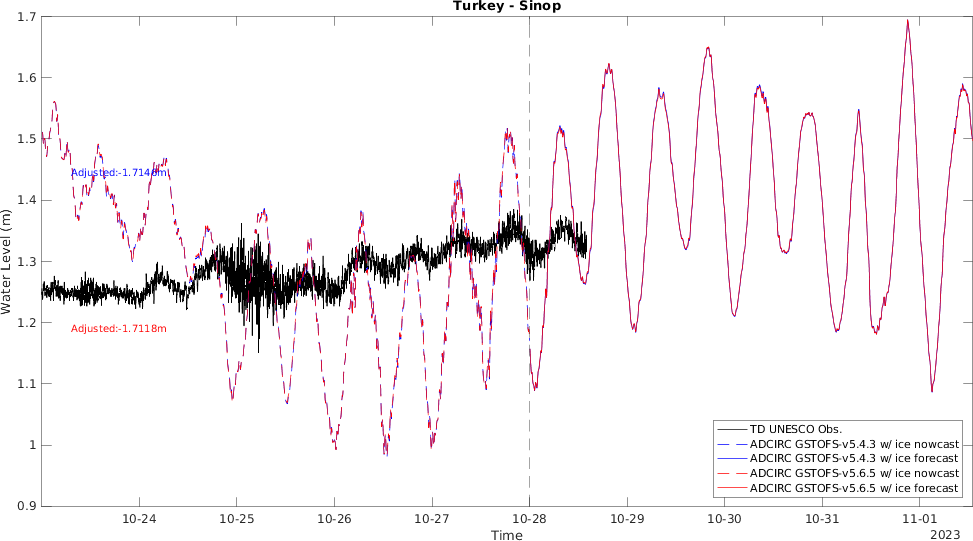 Turkey - Sinop
1.7
1.6
1.5
1.4
1.3
1.2
1.1
1
0.9
Water Level (m)
Adjusted:-1.7146m
Adjusted:-1.7118m
TD UNESCO Obs.
ADCIRC GSTOFS-v5.4.3 w/ ice nowcast
ADCIRC GSTOFS-v5.4.3 w/ ice forecast
ADCIRC GSTOFS-v5.6.5 w/ ice nowcast
ADCIRC GSTOFS-v5.6.5 w/ ice forecast
10-24 10-25 10-26 10-27 10-28 10-29 10-30 10-31 11-01
Time
2023